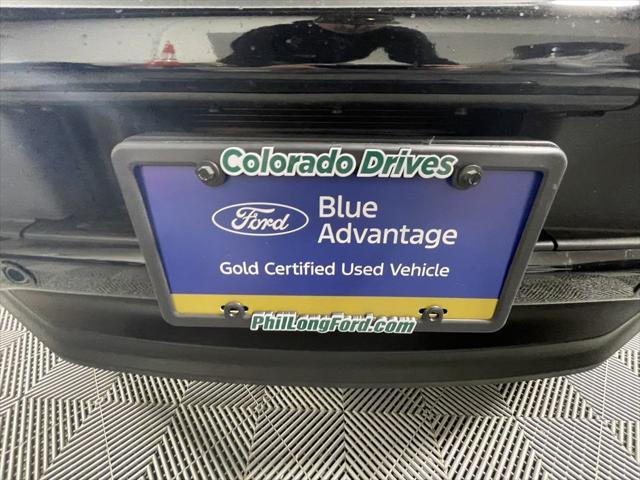 Colorado Drives
Ford
Blue
Advantage
Gold Certified Used Vehicle
PhilLongFord.com